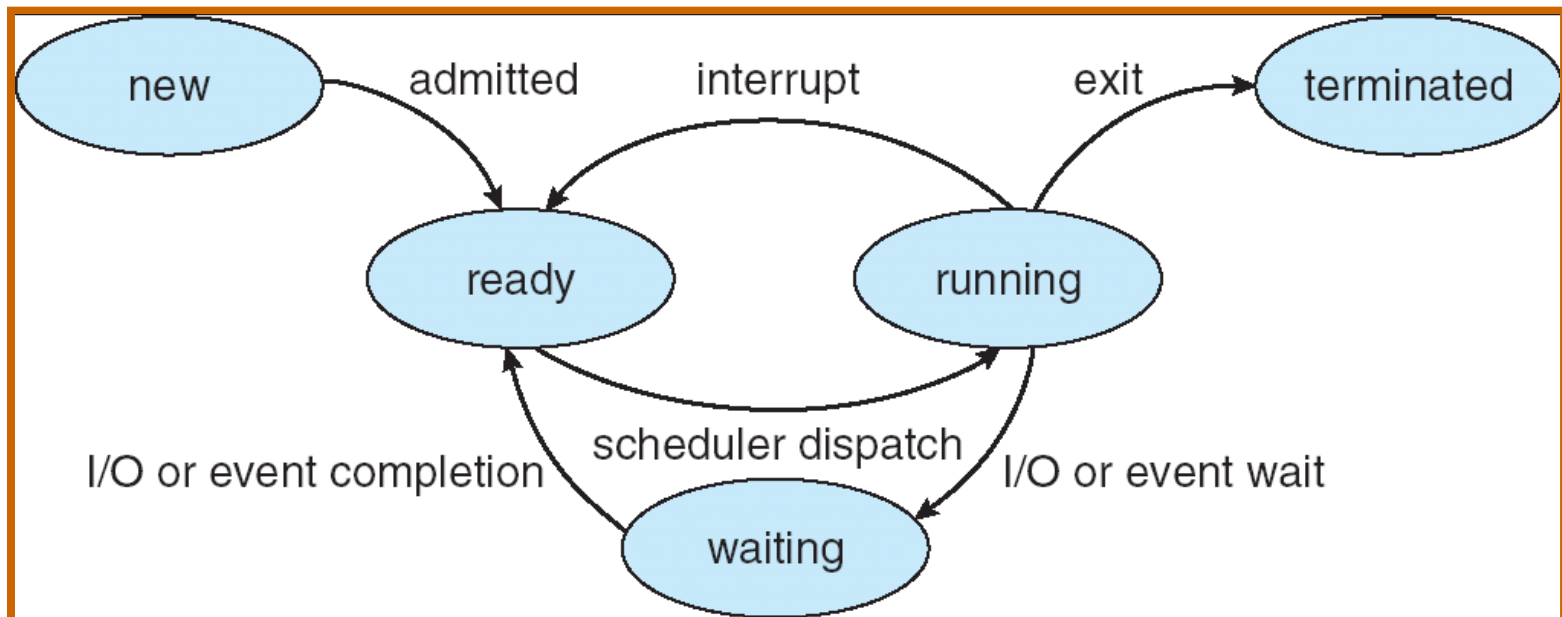 new
admitted
interrupt
exit
terminated
ready
running
scheduler dispatch
I/O or event completion
I/O or event wait
waiting